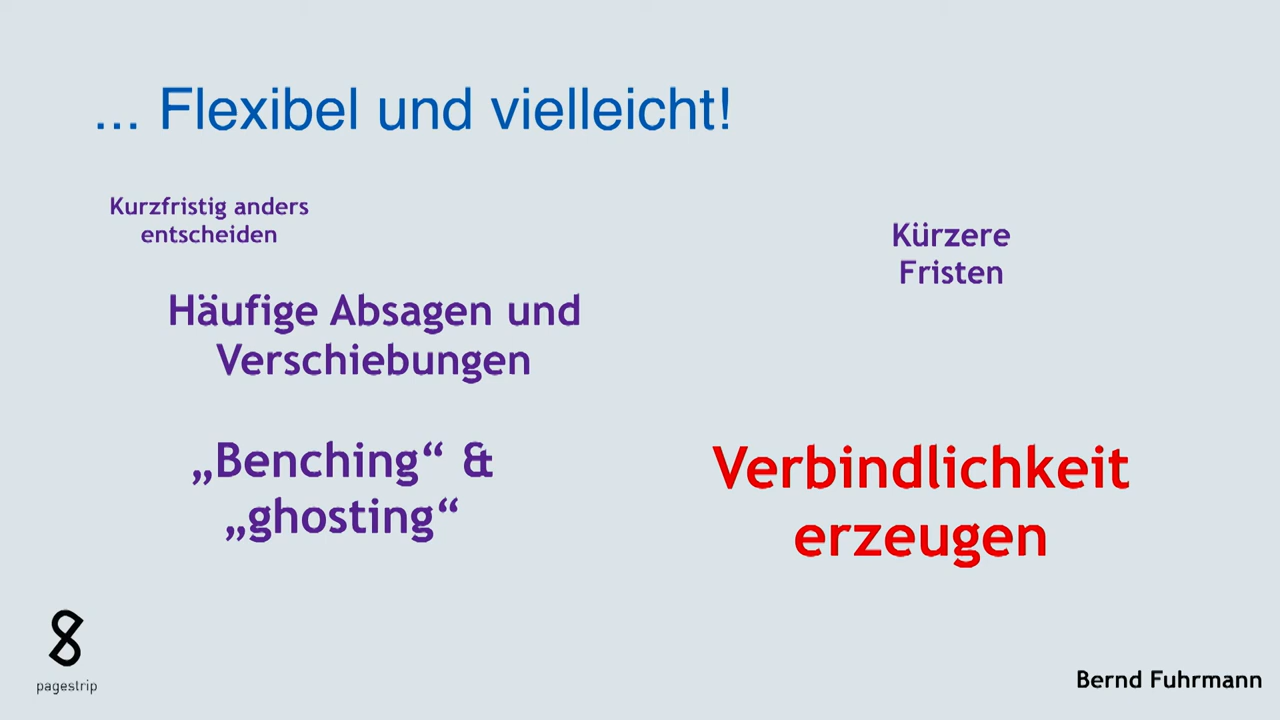 ... Flexibel und vielleicht!
Kurzfristig anders
entscheiden
Kürzere
Fristen
Häufige Absagen und
Verschiebungen
„Benching“ &
„ghosting“
Verbindlichkeit
erzeugen
pagestrip
Bernd Fuhrmann